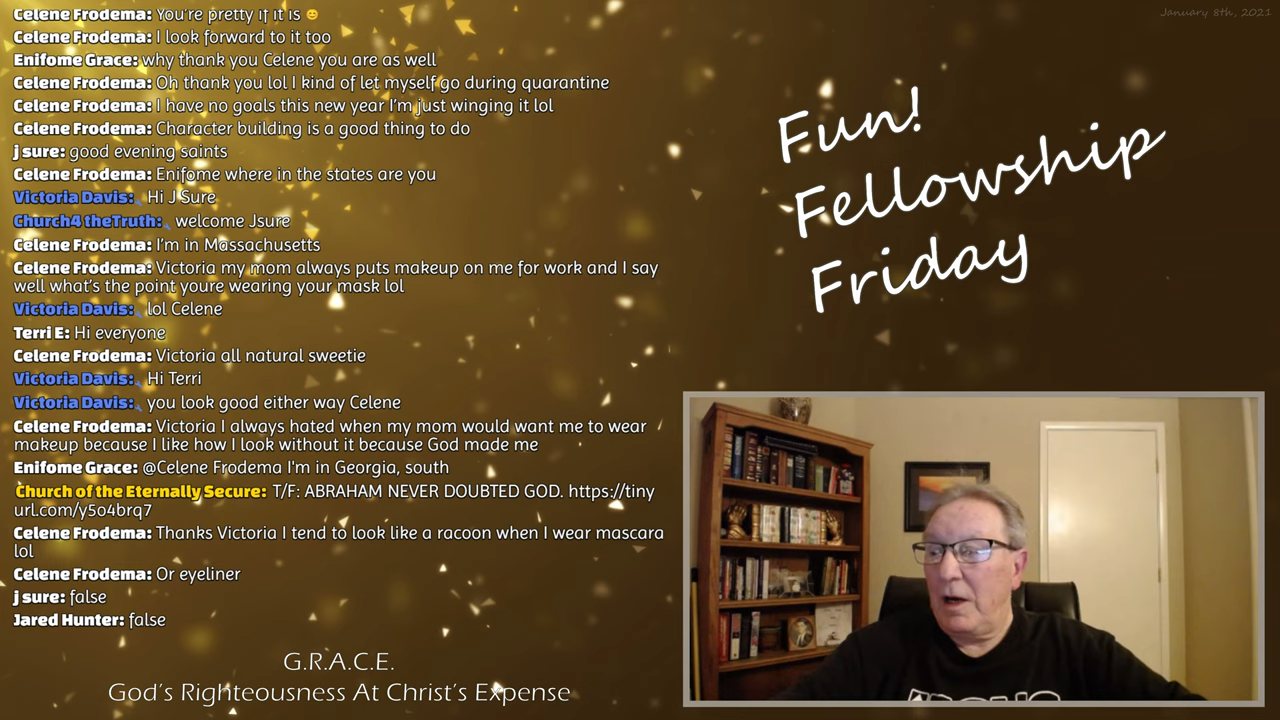 Celene Frodema: You're pretty if it is 😊
Celene Frodema: I look forward to it too
Enifome Grace: why thank you Celene you are as well
Celene Frodema: Oh thank you lol I kind of let myself go during quarantine
Celene Frodema: I have no goals this new year I'm just winging it lol
Celene Frodema: Character building is a good thing to do
j sure: good evening saints
Celene Frodema: Enifome where in the states are you
Victoria Davis: Hi J Sure
Church4 theTruth: welcome Jsure
Celene Frodema: I'm in Massachusetts
Celene Frodema: Victoria my mom always puts makeup on me for work and I say
well what's the point youre wearing your mask lol
Victoria Davis: lol Celene
Terri E: Hi everyone
Celene Frodema: Victoria all natural sweetie
Victoria Davis: Hi Terri
Victoria Davis: you look good either way Celene
Celene Frodema: Victoria I always hated when my mom would want me to wear
makeup because I like how I look without it because God made me
Enifome Grace: @Celene Frodema I'm in Georgia, south
Church of the Eternally Secure: T/F: ABRAHAM NEVER DOUBTED GOD. https://tiny
url.com/y5o4brq7
Celene Frodema: Thanks Victoria I tend to look like a racoon when I wear mascara
lol
Celene Frodema: Or eyeliner
j sure: false
Jared Hunter: false
G.R.A.C.E.
God's Righteousness At Christ's Expense
January 8th, 2021
Fun!
Fellowship
Friday